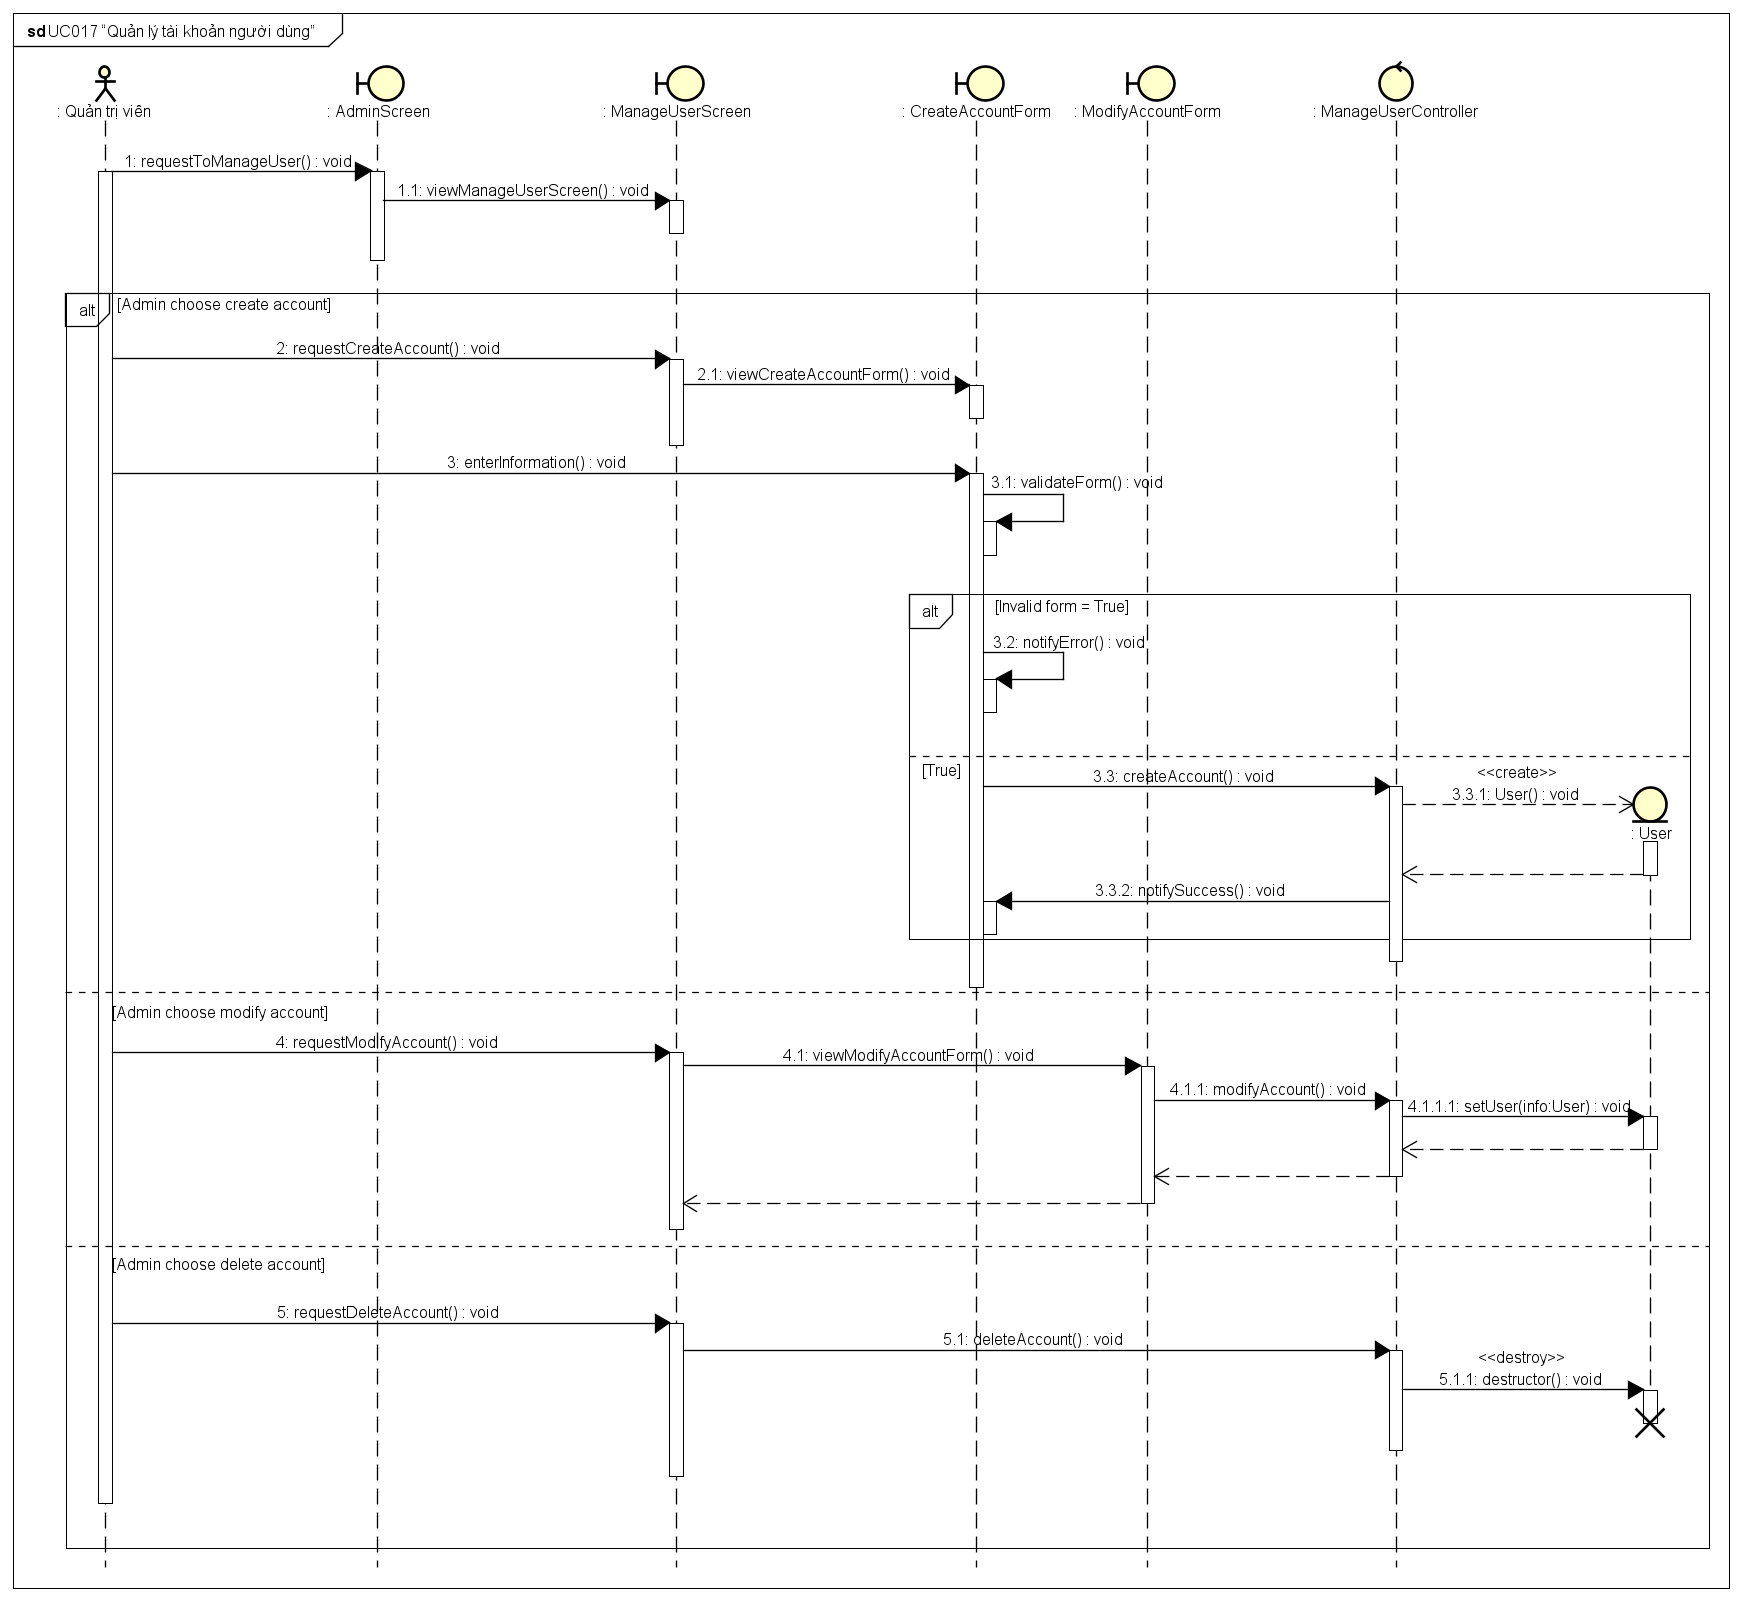 sd UC017 “Quản lý tài khoản người dùng”
: Quản trị viên
: AdminScreen
: ManageUserScreen
: CreateAccountForm
: ModifyAccountForm
: ManageUserController
1: requestToManageUser() : void
1.1: viewManageUserScreen() : void
alt
[Admin choose create account]
2: requestCreateAccount() : void
2.1: viewCreateAccountForm() : void
3: enterInformation() : void
3.1: validateForm() : void
alt
[Invalid form = True]
3.2: notifyError() : void
[True]
3.3: createAccount() : void
<<create>>
3.3.1: User() : void
: User
3.3.2: notifySuccess() : void
[Admin choose modify account]
4: requestModifyAccount() : void
4.1: viewModifyAccountForm() : void
4.1.1: modifyAccount() : void
4.1.1.1: setUser(info:User) : void
[Admin choose delete account]
5: requestDeleteAccount() : void
5.1: deleteAccount() : void
<<destroy>>
5.1.1: destructor() : void